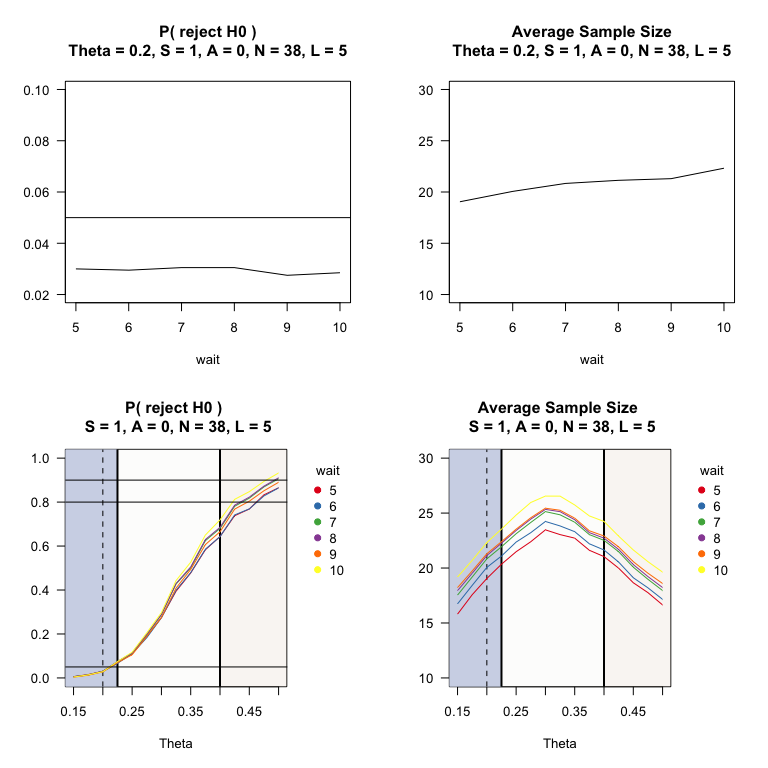 P( reject H0 )
Theta = 0.2, S = 1, A = 0, N = 38, L = 5
0.10
0.08
0.06
0.04
0.02
5 6 7 8 9 10
wait
Average Sample Size
Theta = 0.2, S = 1, A = 0, N = 38, L = 5
30
25
20
15
10
5 6 7 8 9 10
wait
P( reject H0 )
S = 1, A = 0, N = 38, L = 5
1.0
0.8
0.6
0.4
0.2
0.0
0.15 0.25 0.35 0.45
Theta
wait
5
6
7
8
9
10
Average Sample Size
S = 1, A = 0, N = 38, L = 5
30
25
20
15
10
0.15 0.25 0.35 0.45
Theta
wait
5
6
7
8
9
10